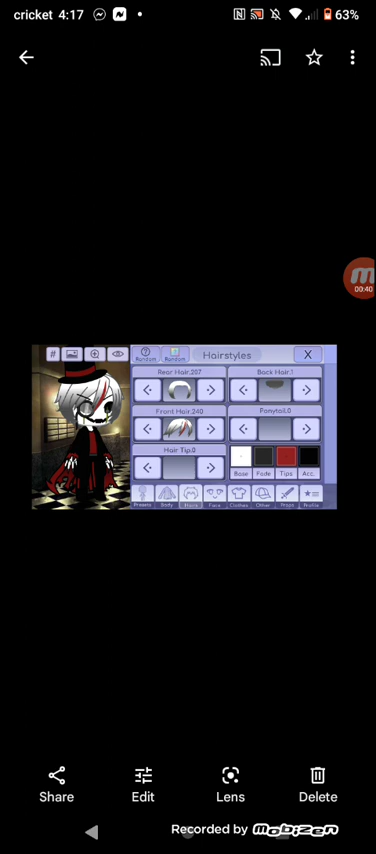 cricket 4:17
63%
00:40
#
Random
Random
Hairstyles
X
Rear Hair.207
Back Hair.1
Front Hair.240
Ponytail.0
Hair Tip.0
Base
Fade
Tips
Acc.
Presets
Body
Hairs
Face
Clothes
Other
Props
Profile
Share
Edit
Lens
Delete
Recorded by Mobizen